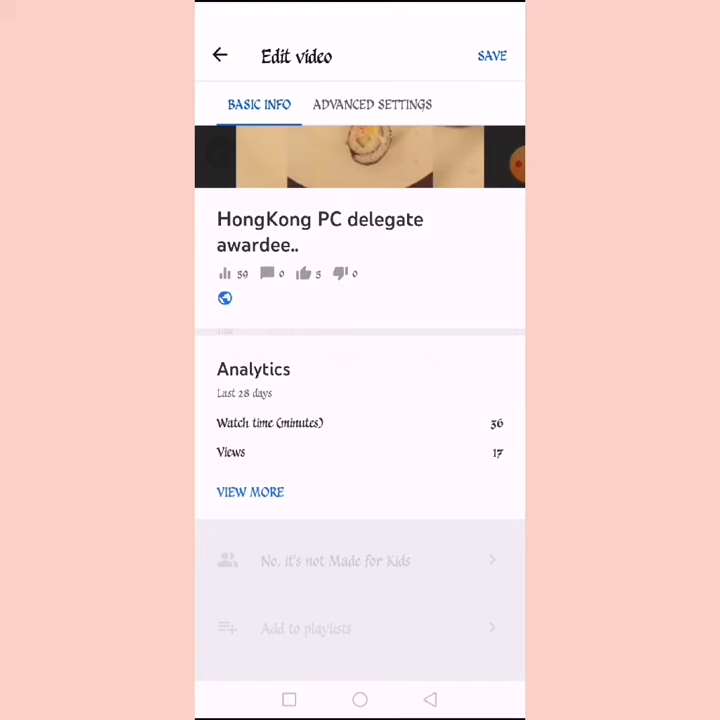 Edit video
SAVE
BASIC INFO
ADVANCED SETTINGS
HongKong PC delegate
awardee..
59 0 5 0
Title
Analytics
Last 28 days
Watch time (minutes) 36
Views 17
VIEW MORE
No, it's not Made for Kids
Add to playlists